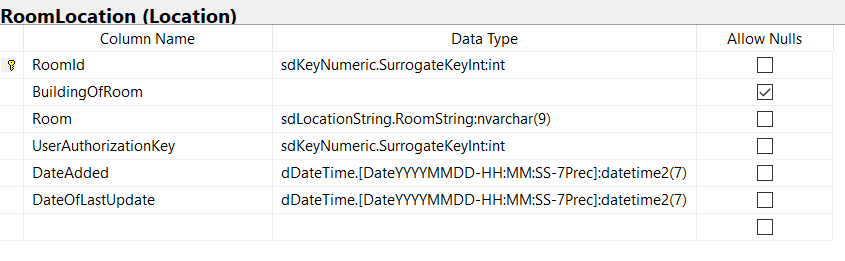 RoomLocation (Location)
Column Name Data Type Allow Nulls
RoomId sdKeyNumeric.SurrogateKeyInt:int
BuildingOfRoom
Room sdLocationString.RoomString:nvarchar(9)
UserAuthorizationKey sdKeyNumeric.SurrogateKeyInt:int
DateAdded dDateTime.[DateYYYYMMDD-HH:MM:SS-7Prec]:datetime2(7)
DateOfLastUpdate dDateTime.[DateYYYYMMDD-HH:MM:SS-7Prec]:datetime2(7)